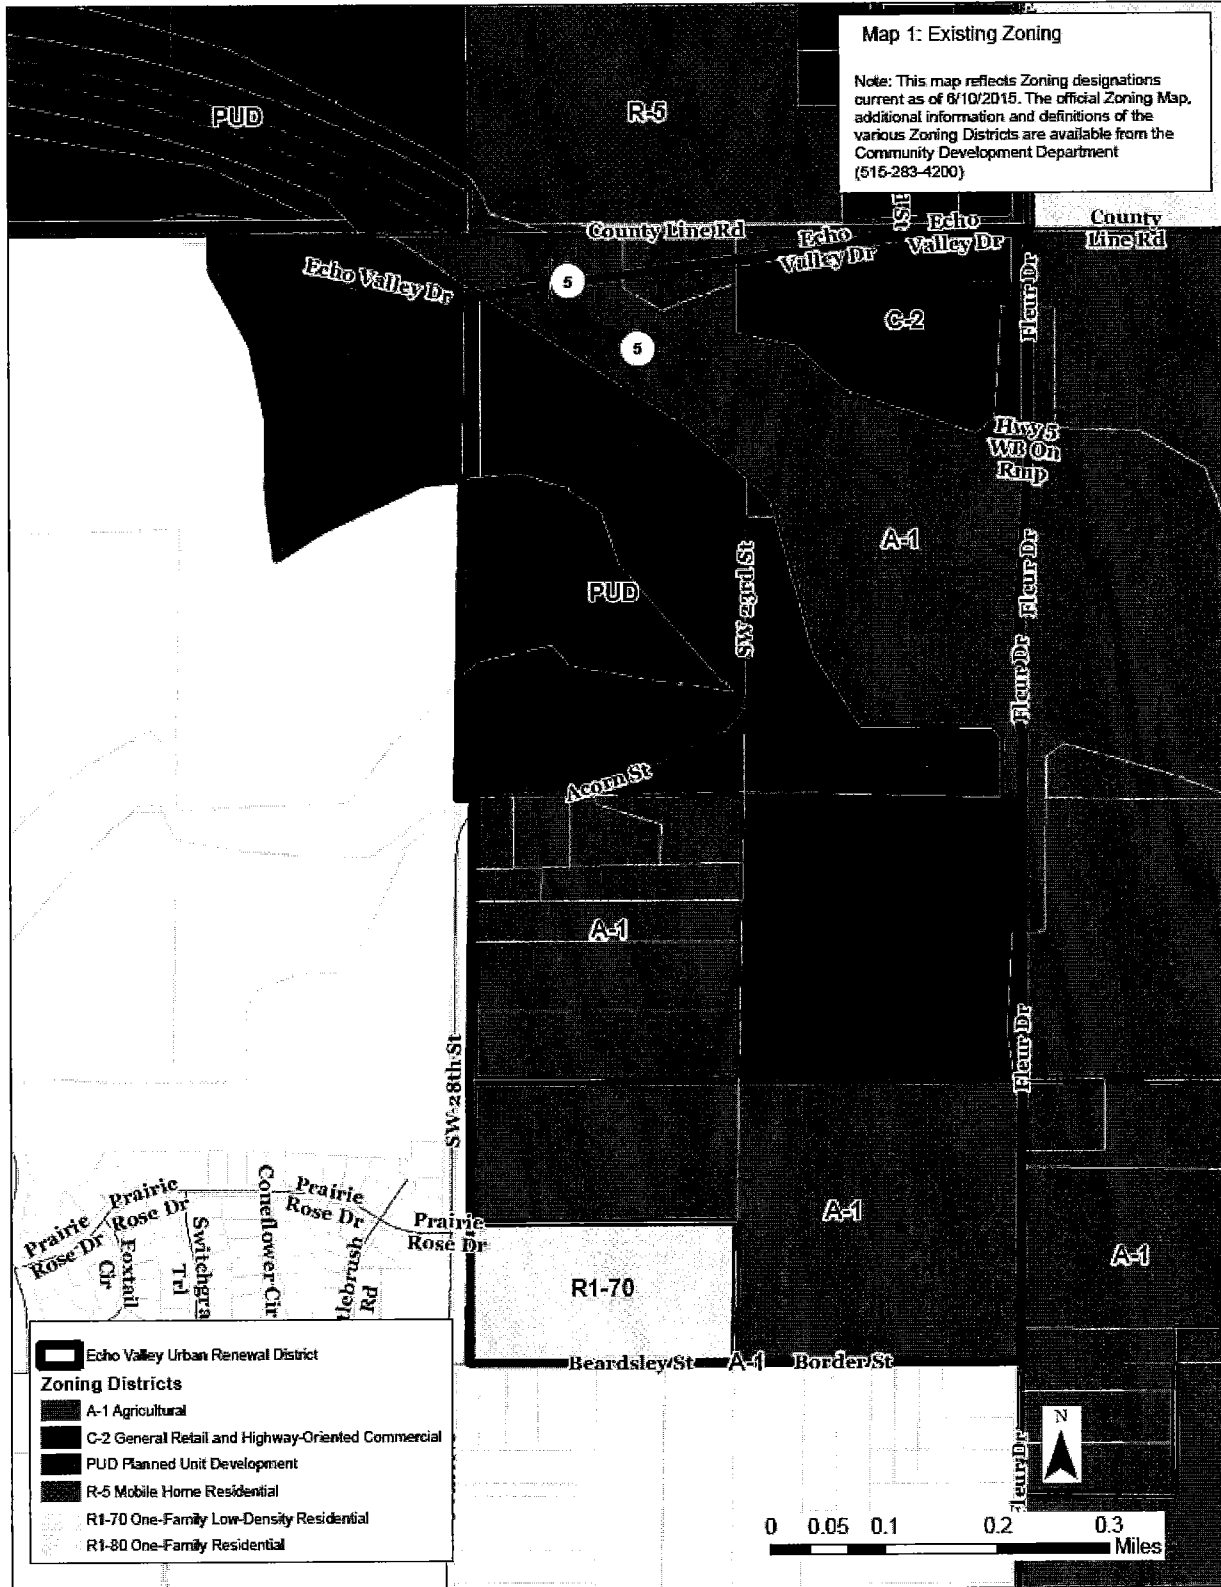 Map 1: Existing Zoning
Note: This map reflects Zoning designations
current as of 6/10/2015. The official Zoning Map,
additional information and definitions of the
various Zoning Districts are available from the
Community Development Department
(515-283-4200)
PUD
R-5
County Line Rd
Echo
Valley Dr
Echo
Valley Dr
County
Line Rd
Echo Valley Dr
5
5
C-2
Fleur Dr
Hwy 5
WB On
Rmp
A-1
Fleur Dr
SW 23rd St
PUD
Fleur Dr
Acorn St
A-1
Fleur Dr
SW 28th St
Prairie
Rose Dr
Prairie
Rose Dr
Foxtail
Cir
Switchgra
Trl
Coneflower Cir
Prairie
Rose Dr
tlebrush
Rd
Prairie
Rose Dr
A-1
A-1
R1-70
Beardsley St
A-1
Border St
Fleur Dr
N
Echo Valley Urban Renewal District
Zoning Districts
A-1 Agricultural
C-2 General Retail and Highway-Oriented Commercial
PUD Planned Unit Development
R-5 Mobile Home Residential
R1-70 One-Family Low-Density Residential
R1-80 One-Family Residential
0 0.05 0.1 0.2 0.3
Miles